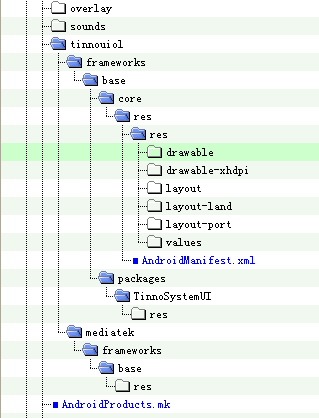 overlay
sounds
tinnouiol
frameworks
base
core
res
res
drawable
drawable-xhdpi
layout
layout-land
layout-port
values
AndroidManifest.xml
packages
TinnoSystemUI
res
mediatek
frameworks
base
res
AndroidProducts.mk